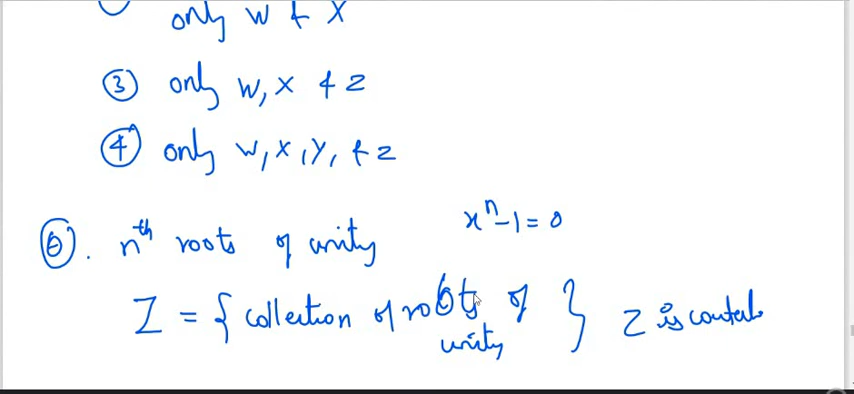 only W & X
③ only W, X & Z
④ only W, X, Y, & Z
⑥. nth roots of unity xⁿ-1=0
Z = { collection of roots of unity } Z is